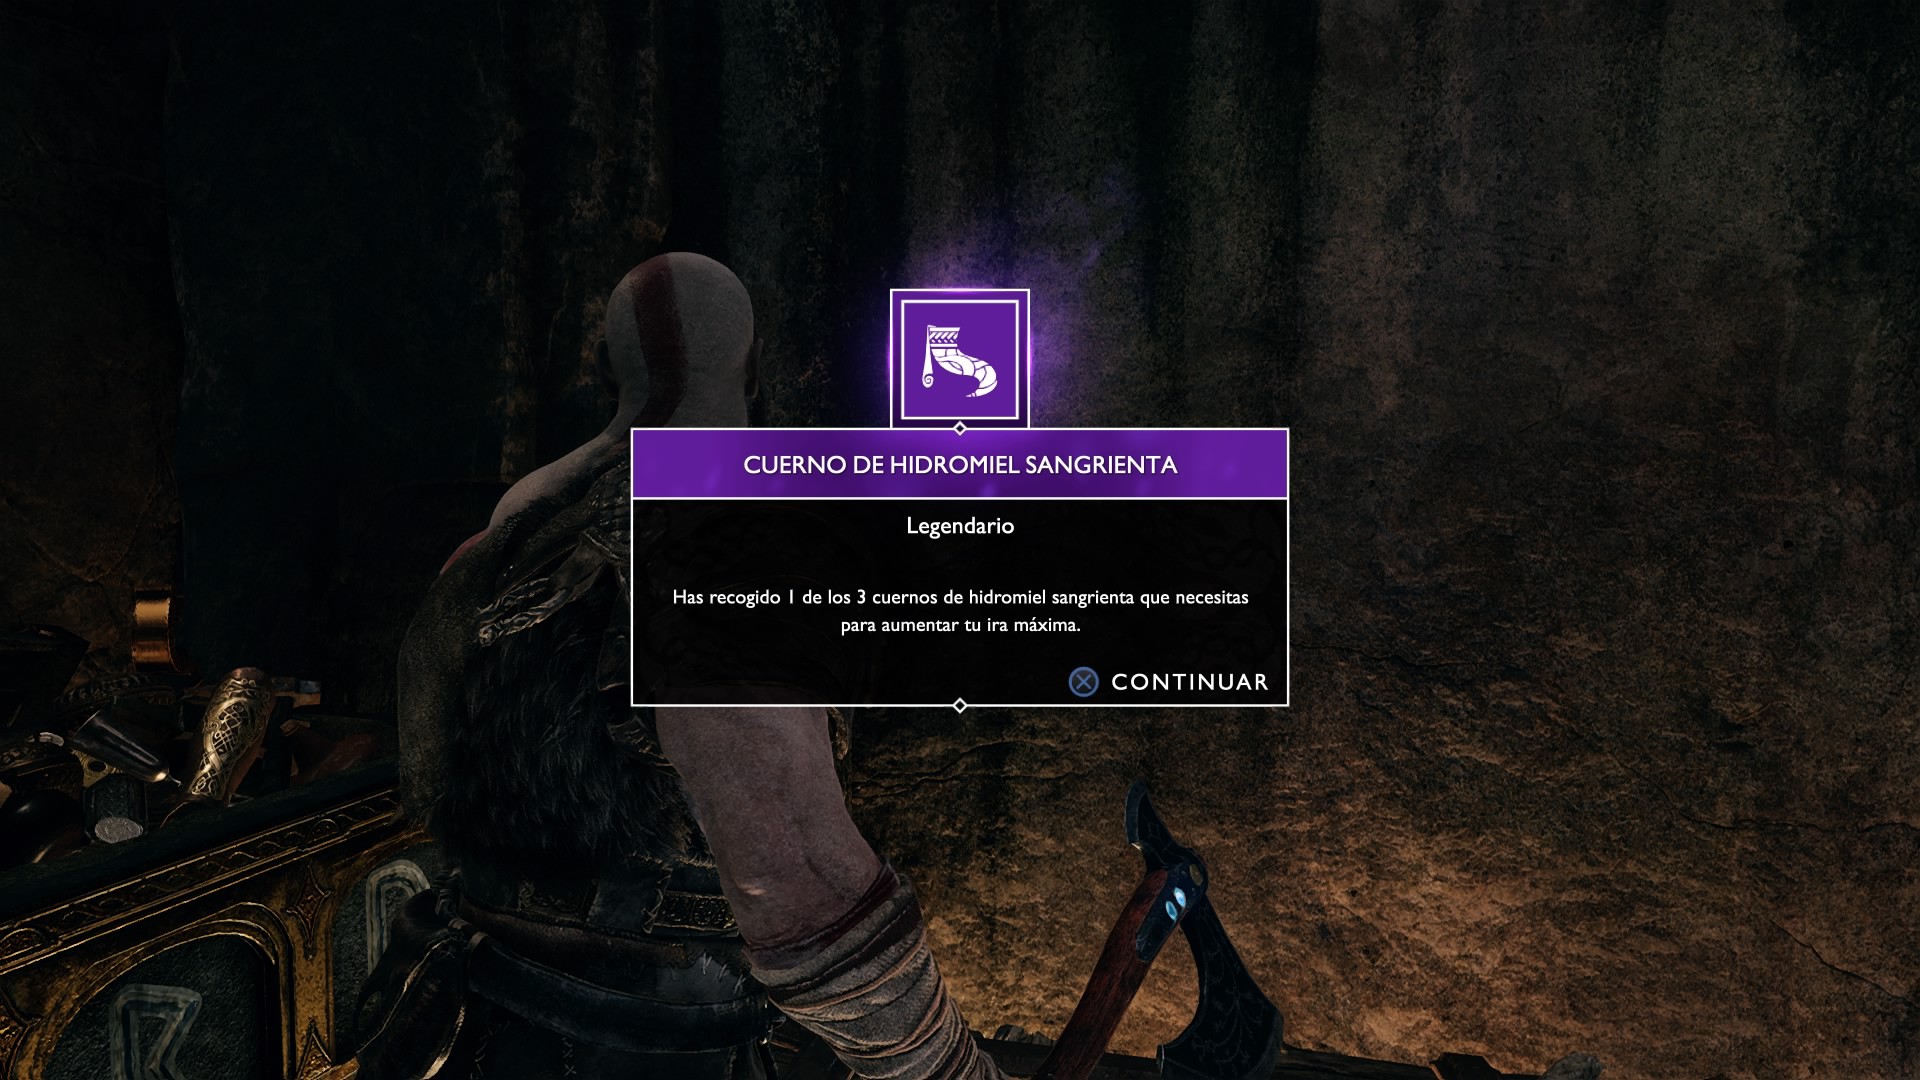 CUERNO DE HIDROMIEL SANGRIENTA
Legendario
Has recogido 1 de los 3 cuernos de hidromiel sangrienta que necesitas
para aumentar tu ira máxima.
CONTINUAR